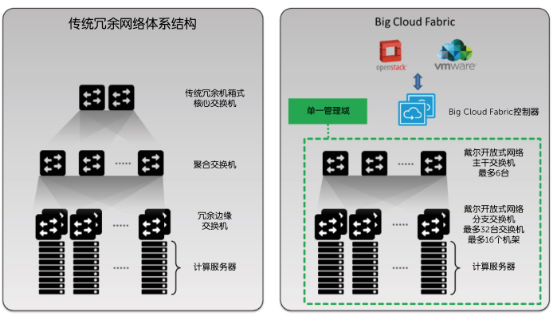 传统冗余网络体系结构
传统冗余机箱式
核心交换机
聚合交换机
冗余边缘
交换机
计算服务器
Big Cloud Fabric
openstack
vmware
单一管理域
Big Cloud Fabric控制器
戴尔开放式网络
主干交换机
最多6台
戴尔开放式网络
分支交换机
最多32台交换机
最多16个机架
计算服务器